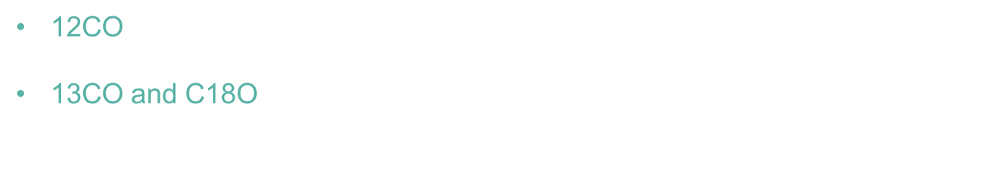 • 12CO
• 13CO and C18O